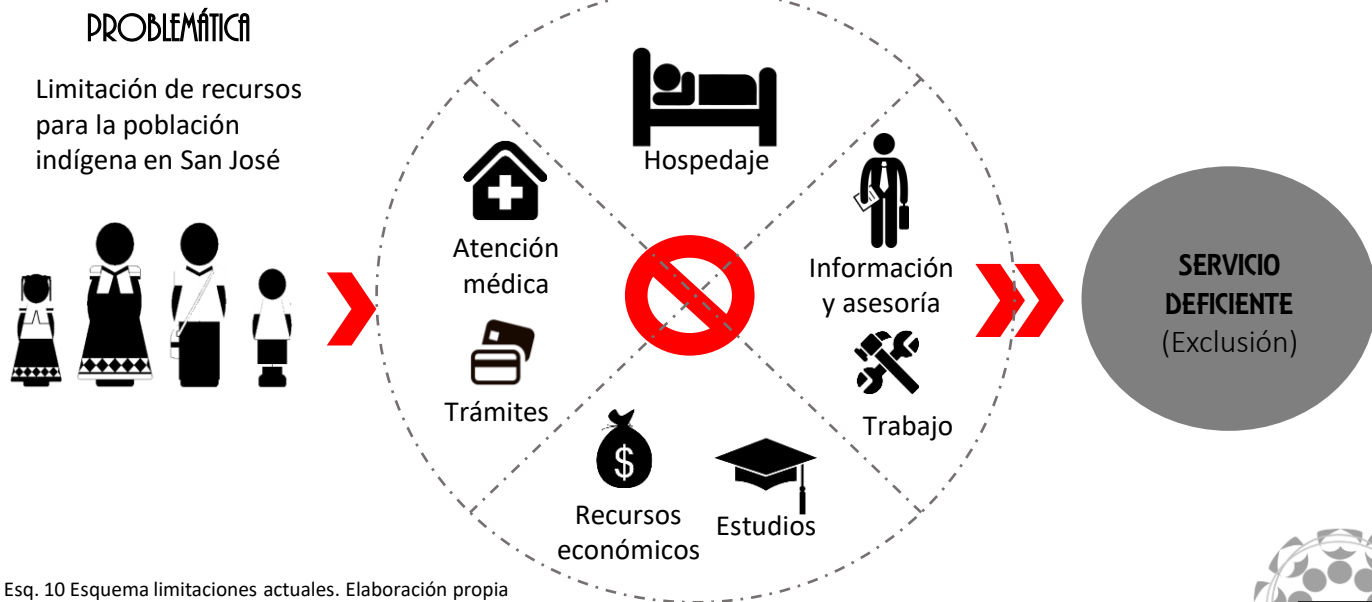 PROBLEMÁTICA
Limitación de recursos
para la población
indígena en San José
Hospedaje
Atención
médica
Trámites
Información
y asesoría
Trabajo
$
Recursos
económicos
Estudios
SERVICIO
DEFICIENTE
(Exclusión)
Esq. 10 Esquema limitaciones actuales. Elaboración propia